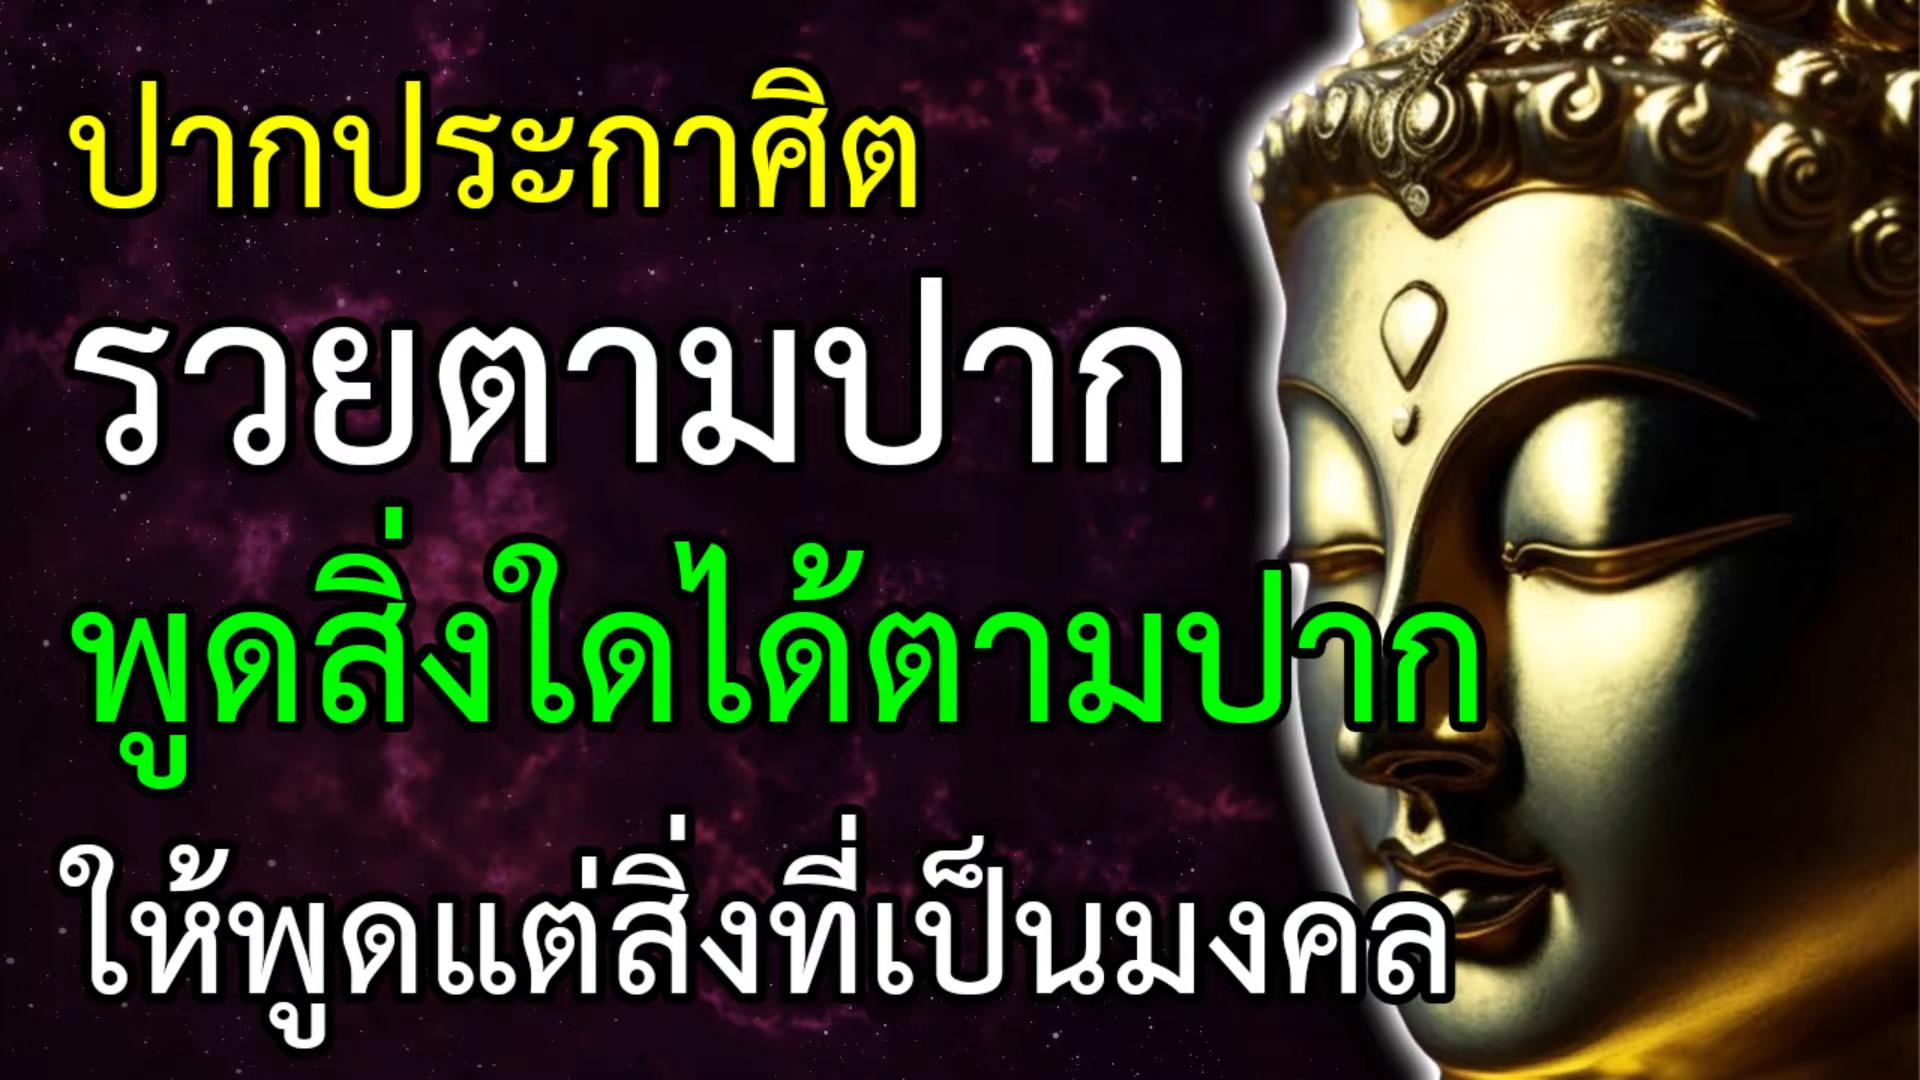 ปากประกาศิต
รวยตามปาก
พูดสิ่งใดได้ตามปาก
ให้พูดแต่สิ่งที่เป็นมงคล